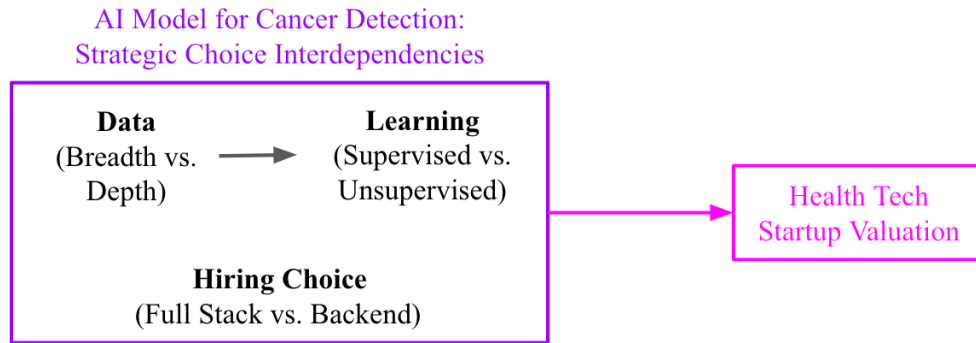 AI Model for Cancer Detection:
Strategic Choice Interdependencies
Data
(Breadth vs.
Depth)
Learning
(Supervised vs.
Unsupervised)
Hiring Choice
(Full Stack vs. Backend)
Health Tech
Startup Valuation